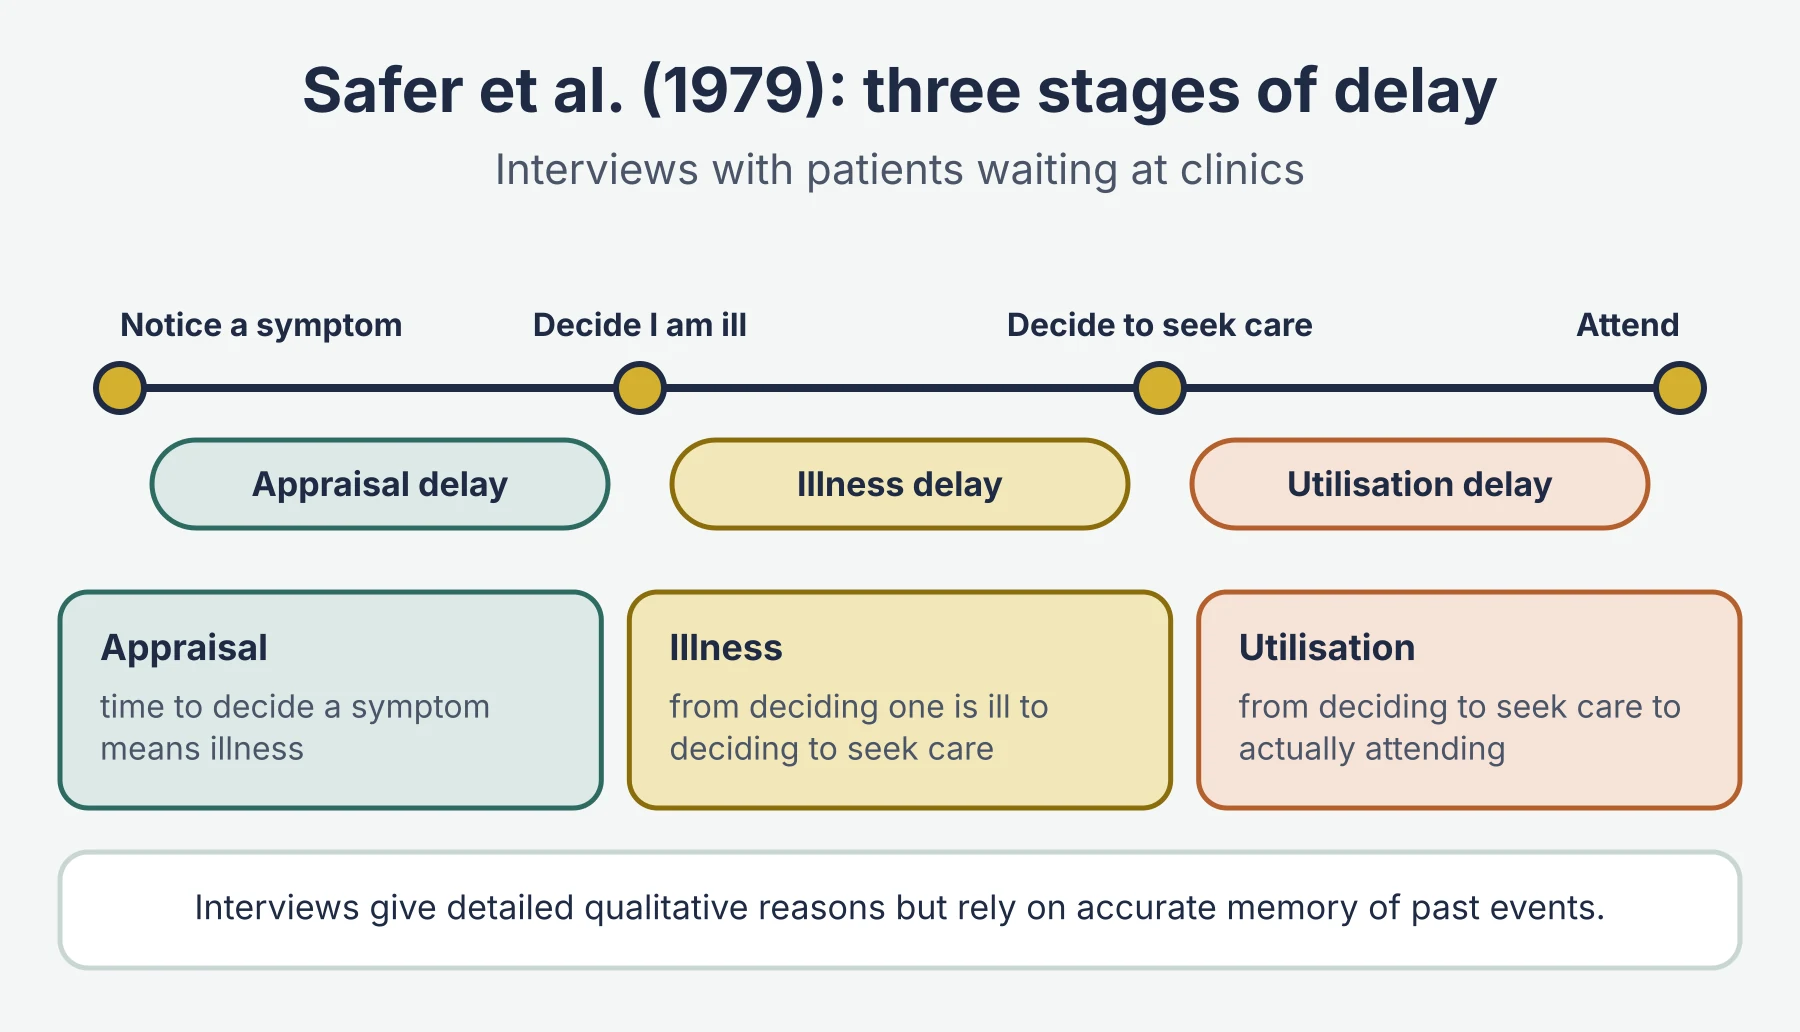 Safer et al. (1979): three stages of delay
Interviews with patients waiting at clinics
Notice a symptom
Decide I am ill
Decide to seek care
Attend
Appraisal delay
Illness delay
Utilisation delay
Appraisal
time to decide a symptom
means illness
Illness
from deciding one is ill to
deciding to seek care
Utilisation
from deciding to seek care to
actually attending
Interviews give detailed qualitative reasons but rely on accurate memory of past events.